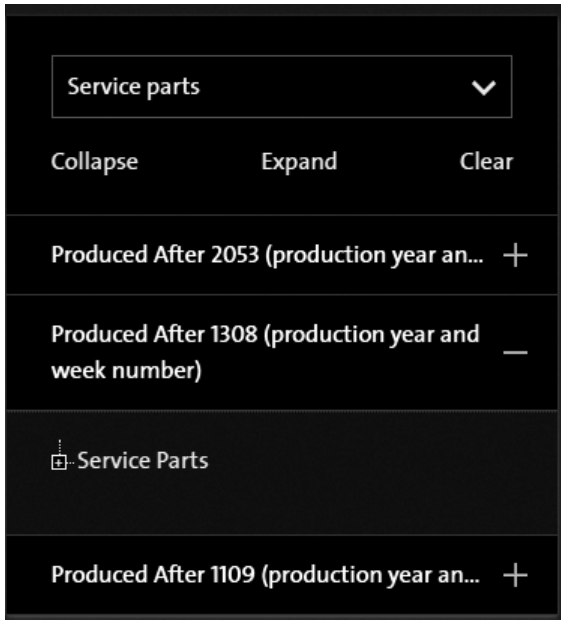 Service parts
Collapse Expand Clear
Produced After 2053 (production year an...
Produced After 1308 (production year and
week number)
Service Parts
Produced After 1109 (production year an...